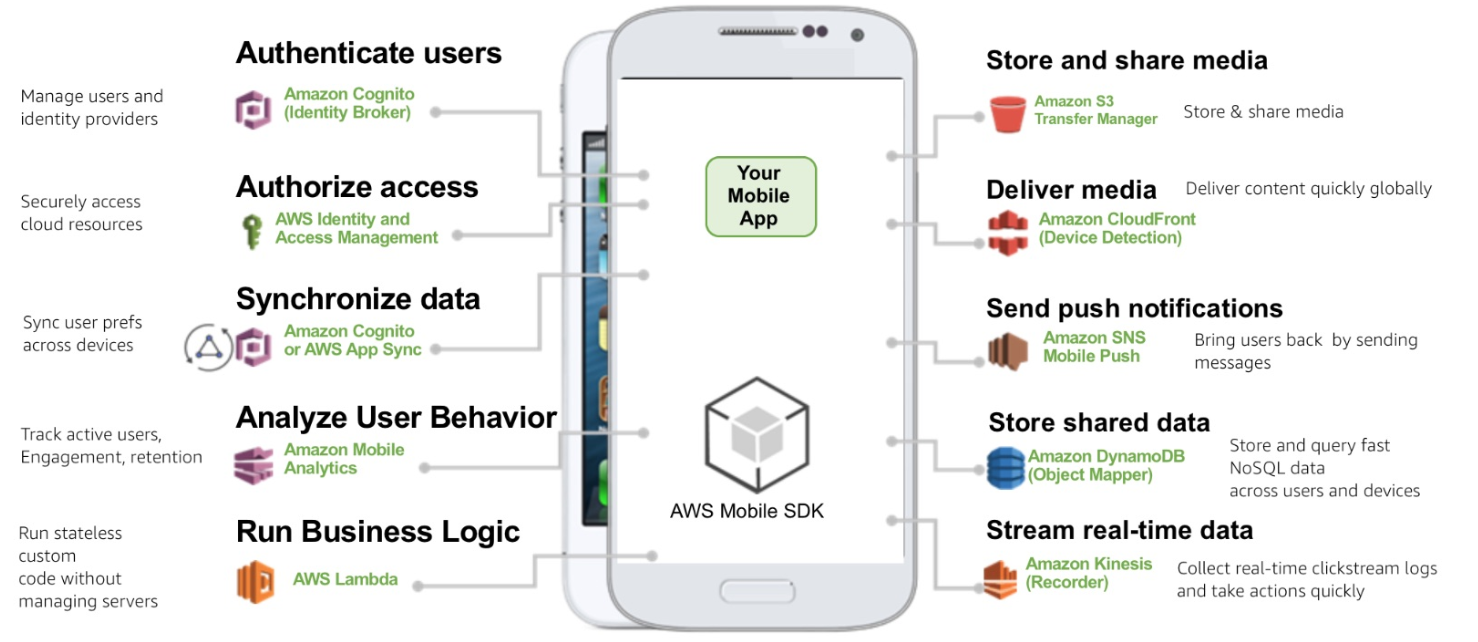 Authenticate users
Manage users and
identity providers
Amazon Cognito
(Identity Broker)
Authorize access
Securely access
cloud resources
AWS Identity and
Access Management
Synchronize data
Sync user prefs
across devices
Amazon Cognito
or AWS App Sync
Analyze User Behavior
Track active users,
Engagement, retention
Amazon Mobile
Analytics
Run Business Logic
Run stateless
custom
code without
managing servers
AWS Lambda
Your
Mobile
App
AWS Mobile SDK
Store and share media
Amazon S3
Transfer Manager
Store & share media
Deliver media
Deliver content quickly globally
Amazon CloudFront
(Device Detection)
Send push notifications
Amazon SNS
Mobile Push
Bring users back by sending
messages
Store shared data
Amazon DynamoDB
(Object Mapper)
Store and query fast
NoSQL data
across users and devices
Stream real-time data
Amazon Kinesis
(Recorder)
Collect real-time clickstream logs
and take actions quickly